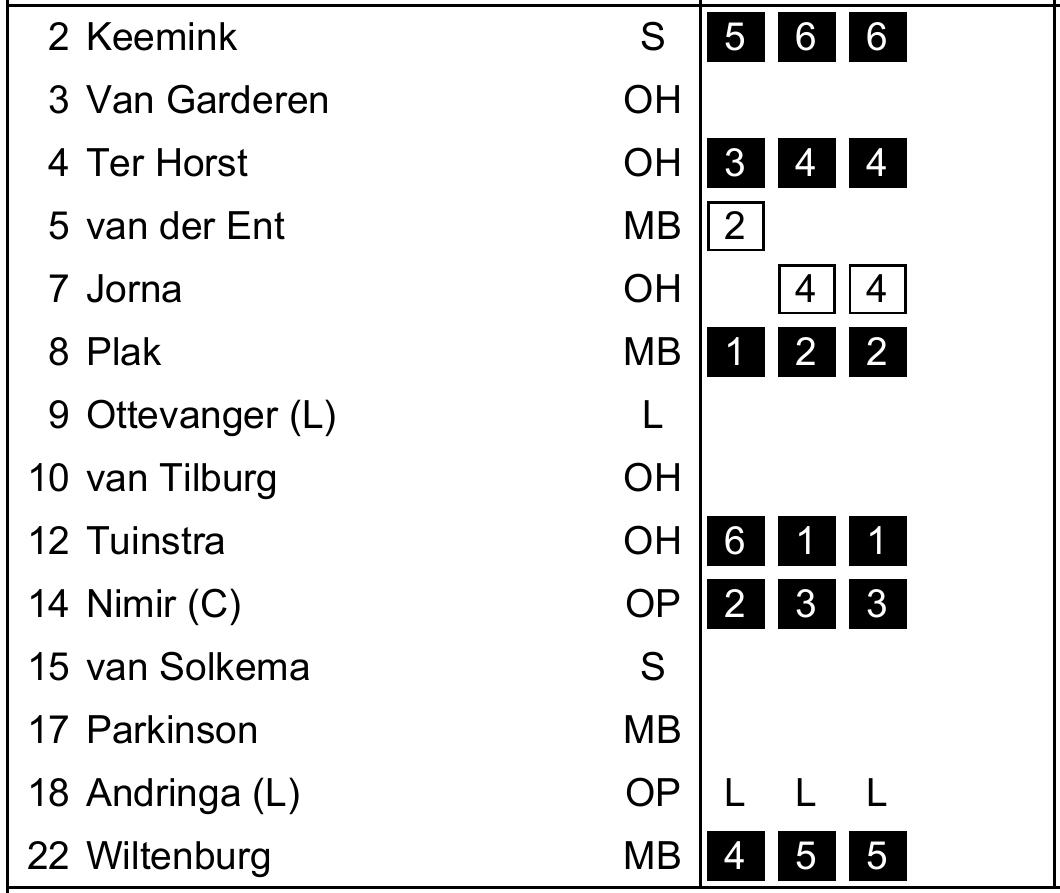 2 Keemink S 5 6 6
3 Van Garderen OH
4 Ter Horst OH 3 4 4
5 van der Ent MB 2
7 Jorna OH 4 4
8 Plak MB 1 2 2
9 Ottevanger (L) L
10 van Tilburg OH
12 Tuinstra OH 6 1 1
14 Nimir (C) OP 2 3 3
15 van Solkema S
17 Parkinson MB
18 Andringa (L) OP L L L
22 Wiltenburg MB 4 5 5